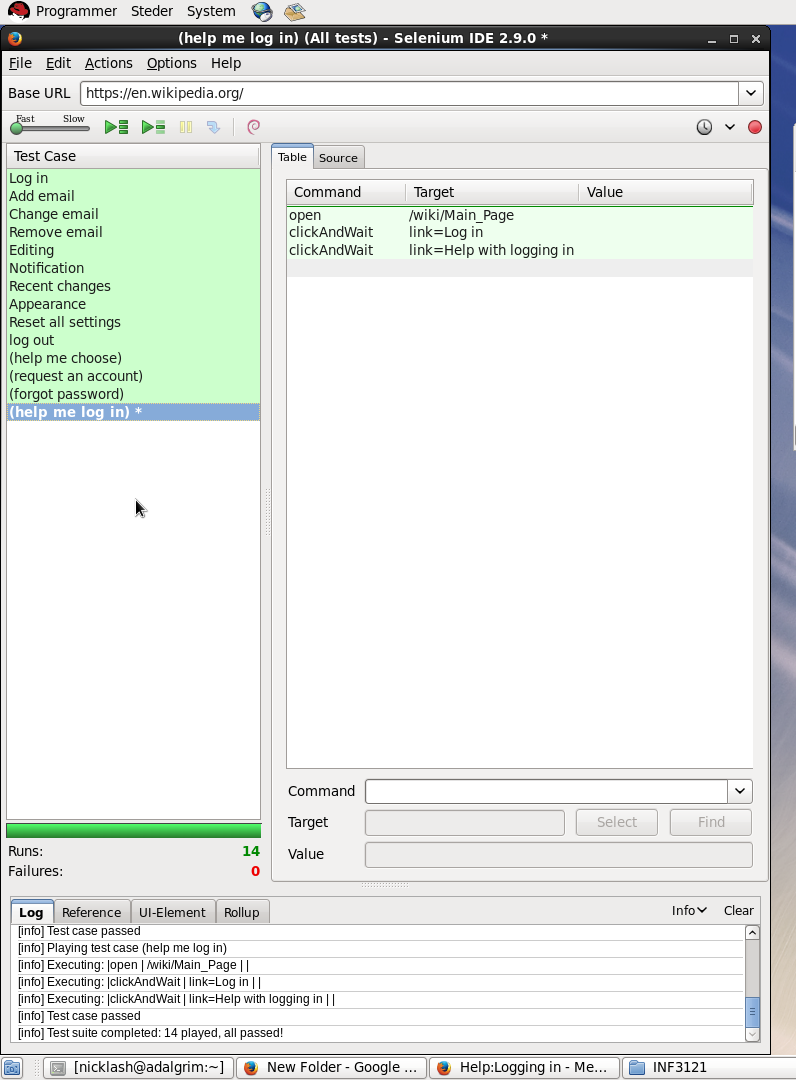 Programmer Steder System
(help me log in) (All tests) - Selenium IDE 2.9.0 *
File Edit Actions Options Help
Base URL https://en.wikipedia.org/
Fast Slow
Test Case
Log in
Add email
Change email
Remove email
Editing
Notification
Recent changes
Appearance
Reset all settings
log out
(help me choose)
(request an account)
(forgot password)
(help me log in) *
Runs: 14
Failures: 0
Table Source
Command Target Value
open /wiki/Main_Page
clickAndWait link=Log in
clickAndWait link=Help with logging in
Command
Target Select Find
Value
Log Reference UI-Element Rollup Info Clear
[info] Test case passed
[info] Playing test case (help me log in)
[info] Executing: |open | /wiki/Main_Page | |
[info] Executing: |clickAndWait | link=Log in | |
[info] Executing: |clickAndWait | link=Help with logging in | |
[info] Test case passed
[info] Test suite completed: 14 played, all passed!
[nicklash@adalgrim:~] New Folder - Google ... Help:Logging in - Me... INF3121